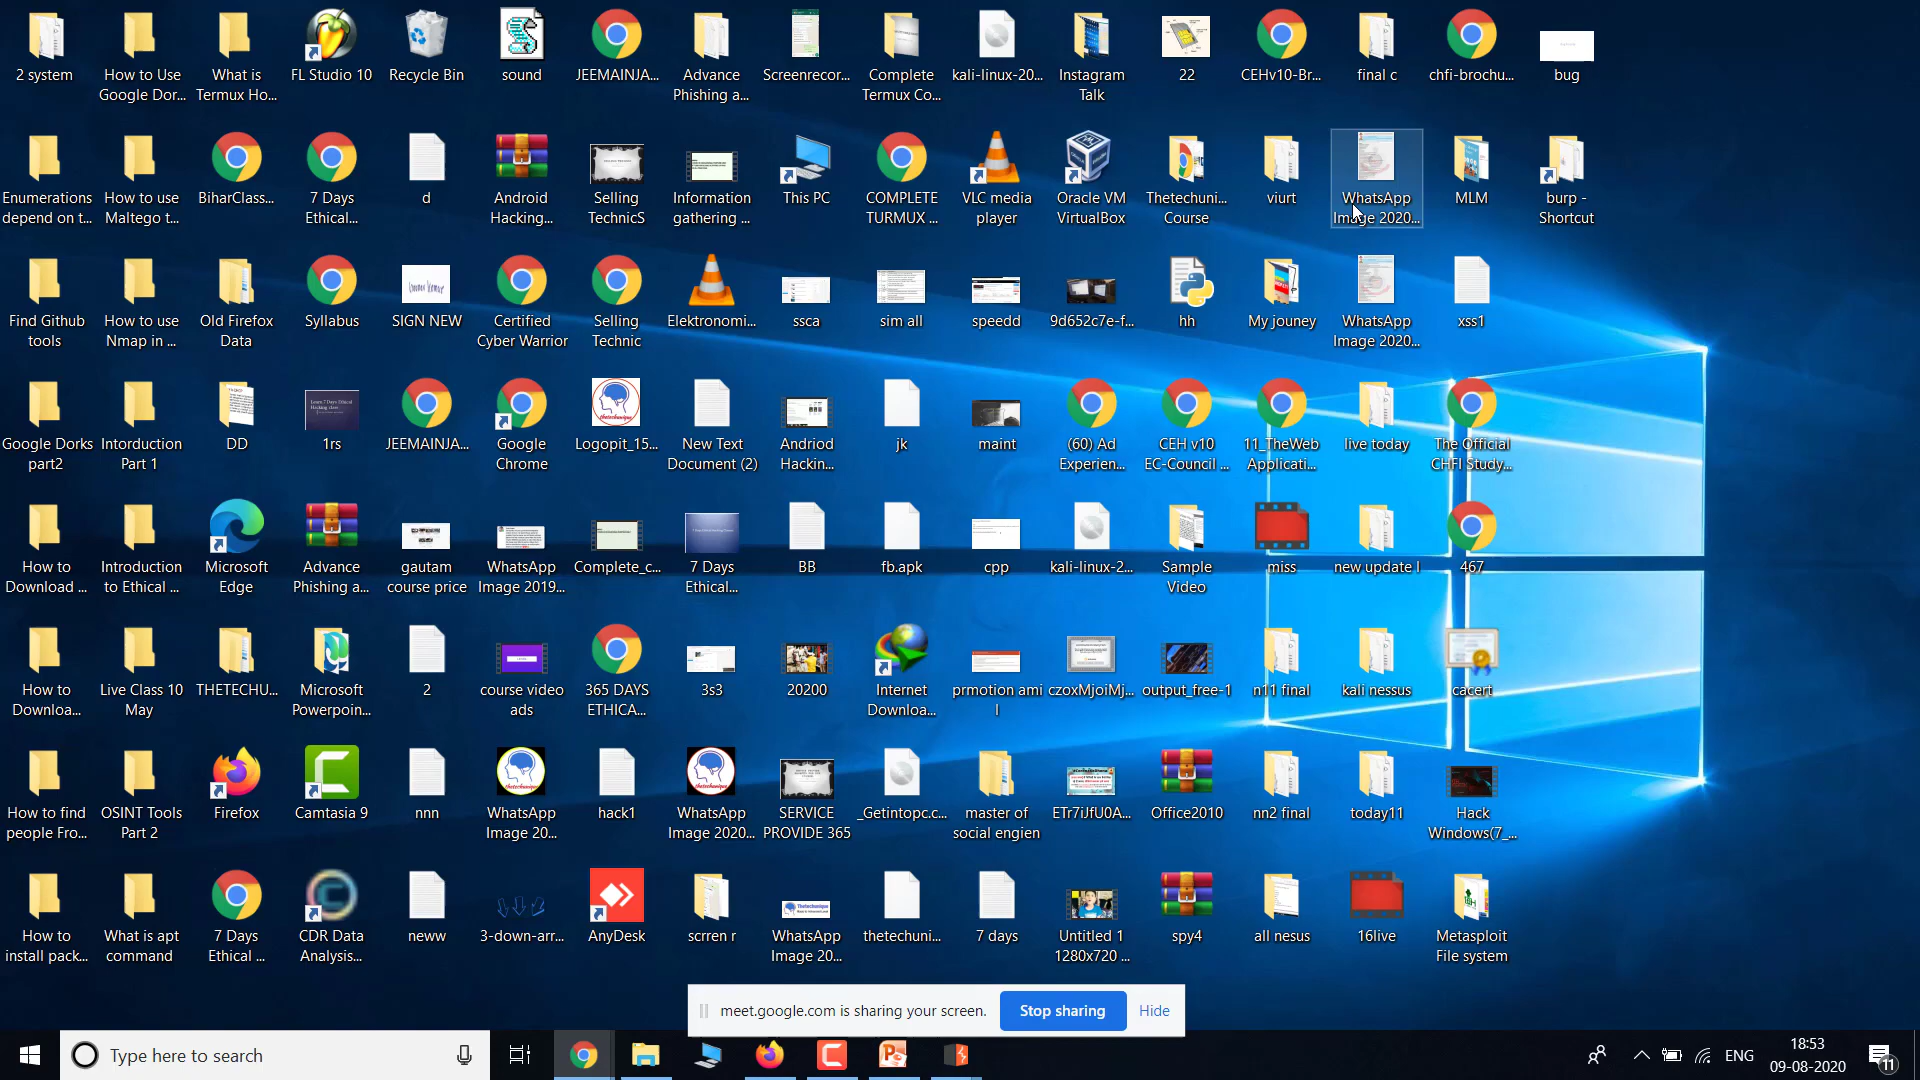 2 system
How to Use
Google Dor...
What is
Termux Ho...
FL Studio 10
Recycle Bin
sound
JEEMAINJA...
Advance
Phishing a...
Screenrecor...
Complete
Termux Co...
kali-linux-20...
Instagram
Talk
22
CEHv10-Br...
final c
chfi-brochu...
bug
Enumerations
depend on t...
How to use
Maltego t...
BiharClass...
7 Days
Ethical...
d
Android
Hacking...
Selling
TechnicS
Information
gathering ...
This PC
COMPLETE
TURMUX ...
VLC media
player
Oracle VM
VirtualBox
Thetechuni...
Course
viurt
WhatsApp
Image 2020...
MLM
burp -
Shortcut
Find Github
tools
How to use
Nmap in ...
Old Firefox
Data
Syllabus
SIGN NEW
Certified
Cyber Warrior
Selling
Technic
Elektronomi...
ssca
sim all
speedd
9d652c7e-f...
hh
My jouney
WhatsApp
Image 2020...
xss1
Google Dorks
part2
Intorduction
Part 1
DD
1rs
JEEMAINJA...
Google
Chrome
Logopit_15...
New Text
Document (2)
Andriod
Hackin...
jk
maint
(60) Ad
Experien...
CEH v10
EC-Council ...
11_TheWeb
Applicati...
live today
The Official
CHFI Study...
How to
Download ...
Introduction
to Ethical ...
Microsoft
Edge
Advance
Phishing a...
gautam
course price
WhatsApp
Image 2019...
Complete_c...
7 Days
Ethical...
BB
fb.apk
cpp
kali-linux-2...
Sample
Video
miss
new update l
467
How to
Downloa...
Live Class 10
May
THETECHU...
Microsoft
Powerpoin...
2
course video
ads
365 DAYS
ETHICA...
3s3
20200
Internet
Downloa...
prmotion ami
l
czoxMjoiMj...
output_free-1
n11 final
kali nessus
cacert
How to find
people Fro...
OSINT Tools
Part 2
Firefox
Camtasia 9
nnn
WhatsApp
Image 20...
hack1
WhatsApp
Image 2020...
SERVICE
PROVIDE 365
_Getintopc.c...
master of
social engien
ETr7iJfU0A...
Office2010
nn2 final
today11
Hack
Windows(7_...
How to
install pack...
What is apt
command
7 Days
Ethical ...
CDR Data
Analysis...
neww
3-down-arr...
AnyDesk
scrren r
WhatsApp
Image 20...
thetechuni...
7 days
Untitled 1
1280x720 ...
spy4
all nesus
16live
Metasploit
File system
meet.google.com is sharing your screen.
Stop sharing
Hide
Type here to search
ENG
18:53
09-08-2020
11